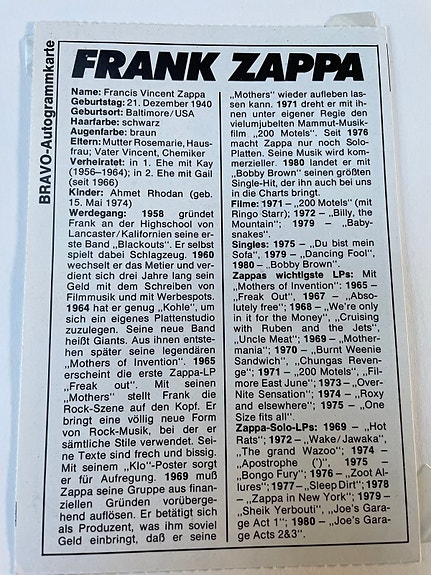 BRAVO-Autogrammkarte
FRANK ZAPPA
Name: Francis Vincent Zappa
Geburtstag: 21. Dezember 1940
Geburtsort: Baltimore/USA
Haarfarbe: schwarz
Augenfarbe: braun
Eltern: Mutter Rosemarie, Haus-
frau; Vater Vincent, Chemiker
Verheiratet: in 1. Ehe mit Kay
(1956–1964); in 2. Ehe mit Gail
(seit 1966)
Kinder: Ahmet Rhodan (geb.
15. Mai 1974)
Werdegang: 1958 gründet
Frank an der Highschool von
Lancaster/Kalifornien seine er-
ste Band „Blackouts“. Er selbst
spielt dabei Schlagzeug. 1960
wechselt er das Metier und ver-
dient sich drei Jahre lang sein
Geld mit dem Schreiben von
Filmmusik und mit Werbespots.
1964 hat er genug „Kohle“, um
sich ein eigenes Plattenstudio
zuzulegen. Seine neue Band
heißt Giants. Aus ihnen entste-
hen später seine legendären
„Mothers of Invention“. 1965
erscheint die erste Zappa-LP
„Freak out“. Mit seinen
„Mothers“ stellt Frank die
Rock-Szene auf den Kopf. Er
bringt eine völlig neue Form
von Rock-Musik, bei der er
sämtliche Stile verwendet. Sei-
ne Texte sind frech und bissig.
Mit seinem „Klo“-Poster sorgt
er für Aufregung. 1969 muß
Zappa seine Gruppe aus finan-
ziellen Gründen vorüberge-
hend auflösen. Er betätigt sich
als Produzent, was ihm soviel
Geld einbringt, daß er seine
„Mothers“ wieder aufleben las-
sen kann. 1971 dreht er mit ih-
nen unter eigener Regie den
vielumjubelten Mammut-Musik-
film „200 Motels“. Seit 1976
macht Zappa nur noch Solo-
Platten. Seine Musik wird kom-
merzieller. 1980 landet er mit
„Bobby Brown“ seinen größten
Single-Hit, der ihn auch bei uns
in die Charts bringt.
Filme: 1971 – „200 Motels“ (mit
Ringo Starr); 1972 – „Billy, the
Mountain“; 1979 – „Baby-
snakes“.
Singles: 1975 – „Du bist mein
Sofa“, 1979 – „Dancing Fool“,
1980 – „Bobby Brown“.
Zappas wichtigste LPs: Mit
„Mothers of Invention“: 1965 –
„Freak Out“, 1967 – „Abso-
lutely free“; 1968 – „We're only
in it for the Money“, „Cruising
with Ruben and the Jets“,
„Uncle Meat“; 1969 – „Mother-
mania“; 1970 – „Burnt Weenie
Sandwich“, „Chungas Reven-
ge“; 1971 – „200 Motels“, „Fil-
more East June“; 1973 – „Over-
Nite Sensation“; 1974 – „Roxy
and elsewhere“; 1975 – „One
Size fits all“.
Zappa-Solo-LPs: 1969 – „Hot
Rats“; 1972 – „Wake/Jawaka“,
„The grand Wazoo“; 1974 –
„Apostrophe (')“, 1975 –
„Bongo Fury“; 1976 – „Zoot Al-
lures“; 1977 – „Sleep Dirt“; 1978
– „Zappa in New York“; 1979 –
„Sheik Yerbouti“, „Joe's Gara-
ge Act 1“; 1980 – „Joe's Gara-
ge Acts 2&3“.